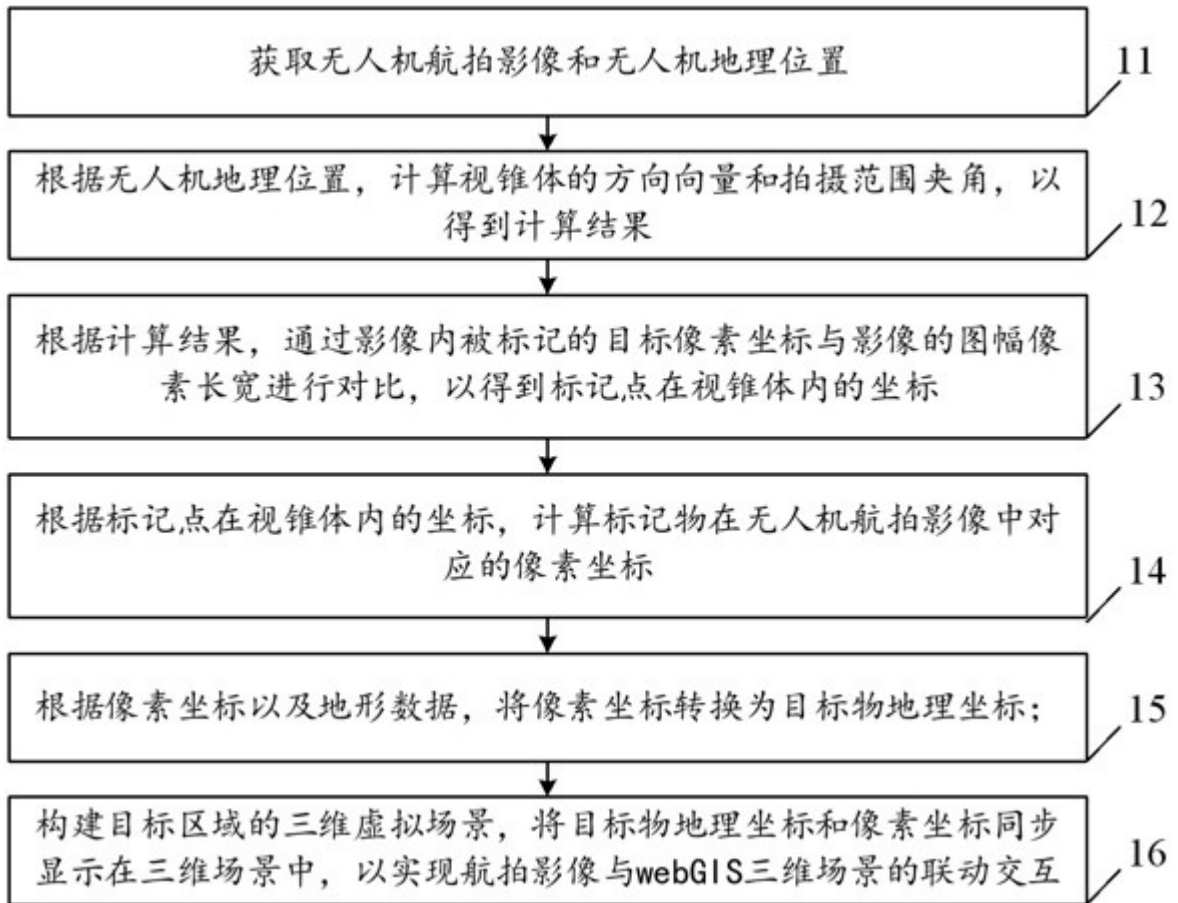 获取无人机航拍影像和无人机地理位置
11
根据无人机地理位置，计算视锥体的方向向量和拍摄范围夹角，以
得到计算结果
12
根据计算结果，通过影像内被标记的目标像素坐标与影像的图幅像
素长宽进行对比，以得到标记点在视锥体内的坐标
13
根据标记点在视锥体内的坐标，计算标记物在无人机航拍影像中对
应的像素坐标
14
根据像素坐标以及地形数据，将像素坐标转换为目标物地理坐标；
15
构建目标区域的三维虚拟场景，将目标物地理坐标和像素坐标同步
显示在三维场景中，以实现航拍影像与webGIS三维场景的联动交互
16